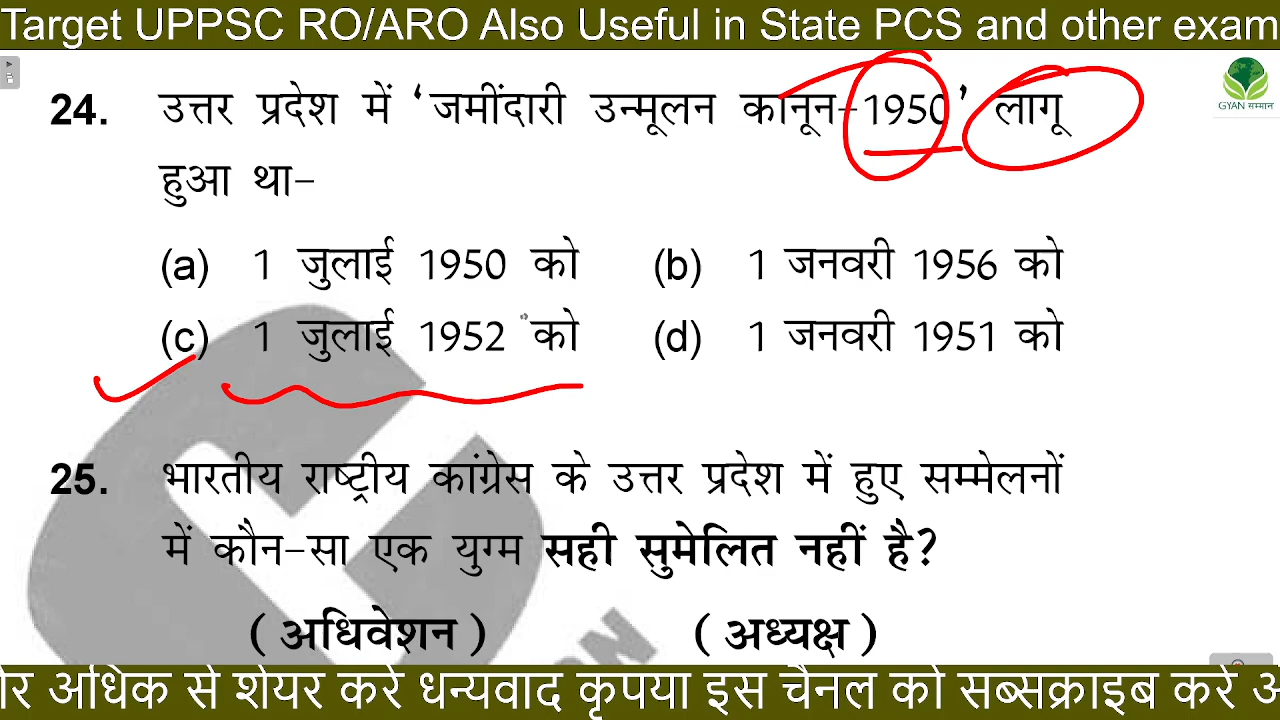 Target UPPSC RO/ARO Also Useful in State PCS and other exam
GYAN सम्मान
24. उत्तर प्रदेश में ‘जमींदारी उन्मूलन कानून-1950’ लागू
हुआ था-
(a) 1 जुलाई 1950 को (b) 1 जनवरी 1956 को
(c) 1 जुलाई 1952 को (d) 1 जनवरी 1951 को
25. भारतीय राष्ट्रीय कांग्रेस के उत्तर प्रदेश में हुए सम्मेलनों
में कौन-सा एक युग्म सही सुमेलित नहीं है?
(अधिवेशन) (अध्यक्ष)
अधिक से शेयर करे धन्यवाद कृपया इस चैनल को सब्सक्राइब करें